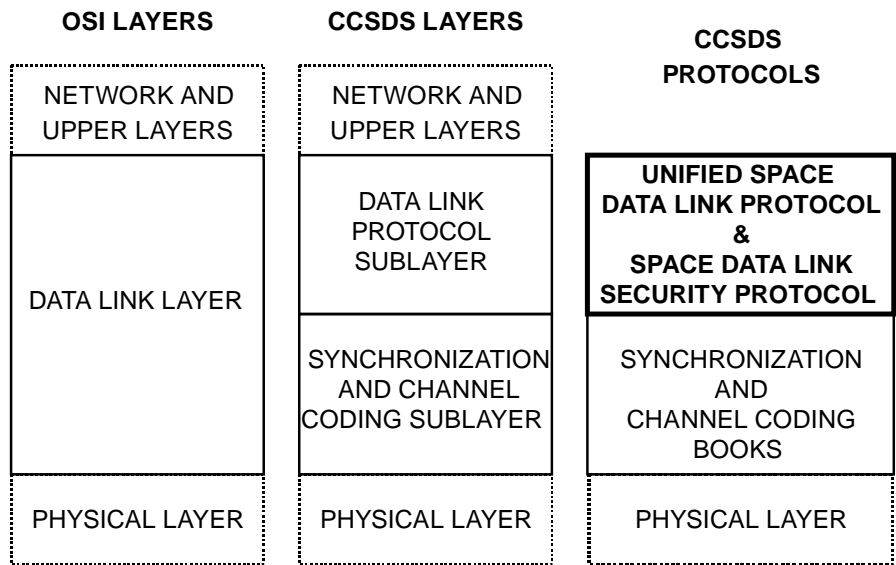 OSI LAYERS
NETWORK AND
UPPER LAYERS
DATA LINK LAYER
PHYSICAL LAYER
CCSDS LAYERS
NETWORK AND
UPPER LAYERS
DATA LINK
PROTOCOL
SUBLAYER
SYNCHRONIZATION
AND CHANNEL
CODING SUBLAYER
PHYSICAL LAYER
CCSDS
PROTOCOLS
UNIFIED SPACE
DATA LINK PROTOCOL
&
SPACE DATA LINK
SECURITY PROTOCOL
SYNCHRONIZATION
AND
CHANNEL CODING
BOOKS
PHYSICAL LAYER